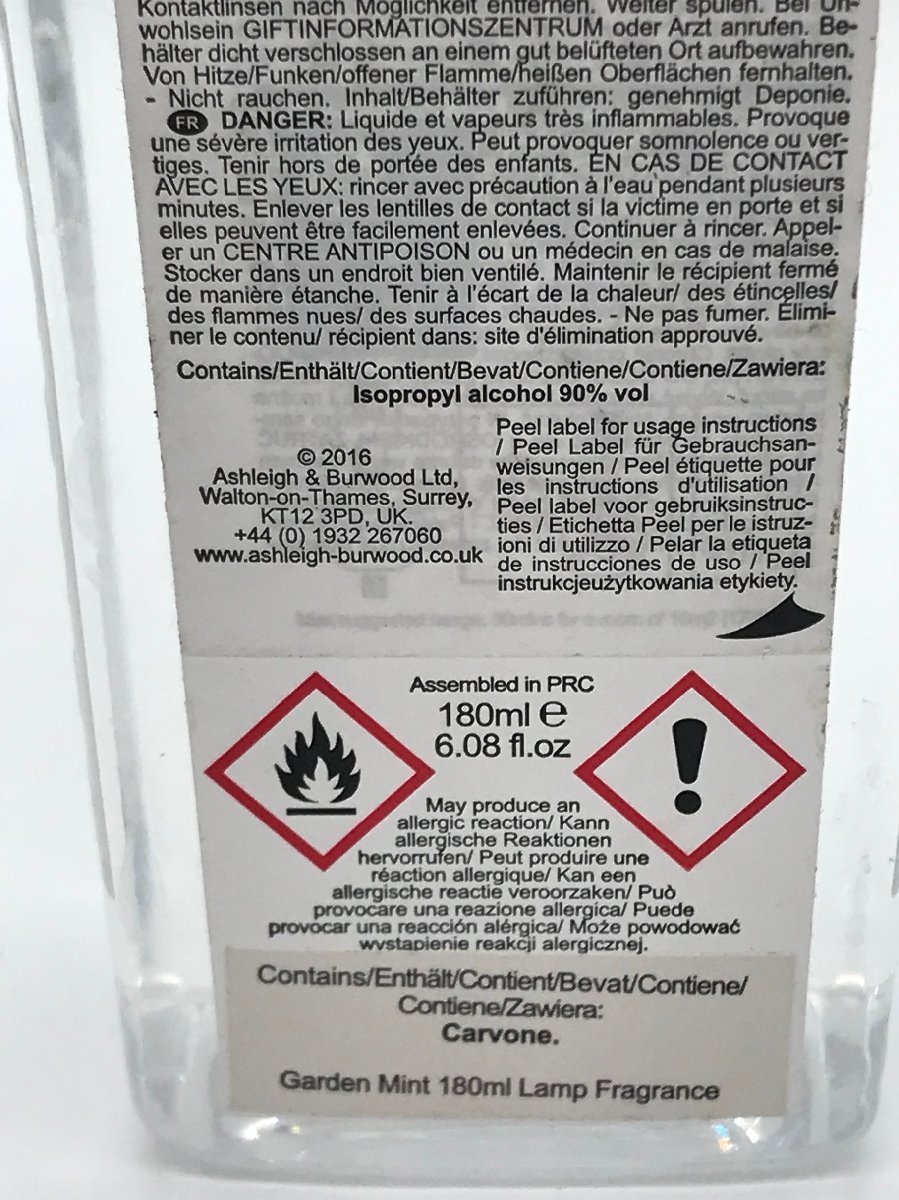 Kontaktlinsen nach Möglichkeit entfernen. Weiter spülen. Bei Un-
wohlsein GIFTINFORMATIONSZENTRUM oder Arzt anrufen. Be-
hälter dicht verschlossen an einem gut belüfteten Ort aufbewahren.
Von Hitze/Funken/offener Flamme/heißen Oberflächen fernhalten.
- Nicht rauchen. Inhalt/Behälter zuführen: genehmigt Deponie.
FR DANGER: Liquide et vapeurs très inflammables. Provoque
une sévère irritation des yeux. Peut provoquer somnolence ou ver-
tiges. Tenir hors de portée des enfants. EN CAS DE CONTACT
AVEC LES YEUX: rincer avec précaution à l'eau pendant plusieurs
minutes. Enlever les lentilles de contact si la victime en porte et si
elles peuvent être facilement enlevées. Continuer à rincer. Appel-
er un CENTRE ANTIPOISON ou un médecin en cas de malaise.
Stocker dans un endroit bien ventilé. Maintenir le récipient fermé
de manière étanche. Tenir à l'écart de la chaleur/ des étincelles/
des flammes nues/ des surfaces chaudes. - Ne pas fumer. Élimi-
ner le contenu/ récipient dans: site d'élimination approuvé.
Contains/Enthält/Contient/Bevat/Contiene/Contiene/Zawiera:
Isopropyl alcohol 90% vol
© 2016
Ashleigh & Burwood Ltd,
Walton-on-Thames, Surrey,
KT12 3PD, UK.
+44 (0) 1932 267060
www.ashleigh-burwood.co.uk
Peel label for usage instructions
/ Peel Label für Gebrauchsan-
weisungen / Peel étiquette pour
les instructions d'utilisation /
Peel label voor gebruiksinstruc-
ties / Etichetta Peel per le istruz-
ioni di utilizzo / Pelar la etiqueta
de instrucciones de uso / Peel
instrukcjeużytkowania etykiety.
Assembled in PRC
180ml e
6.08 fl.oz
May produce an
allergic reaction/ Kann
allergische Reaktionen
hervorrufen/ Peut produire une
réaction allergique/ Kan een
allergische reactie veroorzaken/ Può
provocare una reazione allergica/ Puede
provocar una reacción alérgica/ Może powodować
wystąpienie reakcji alergicznej.
Contains/Enthält/Contient/Bevat/Contiene/
Contiene/Zawiera:
Carvone.
Garden Mint 180ml Lamp Fragrance